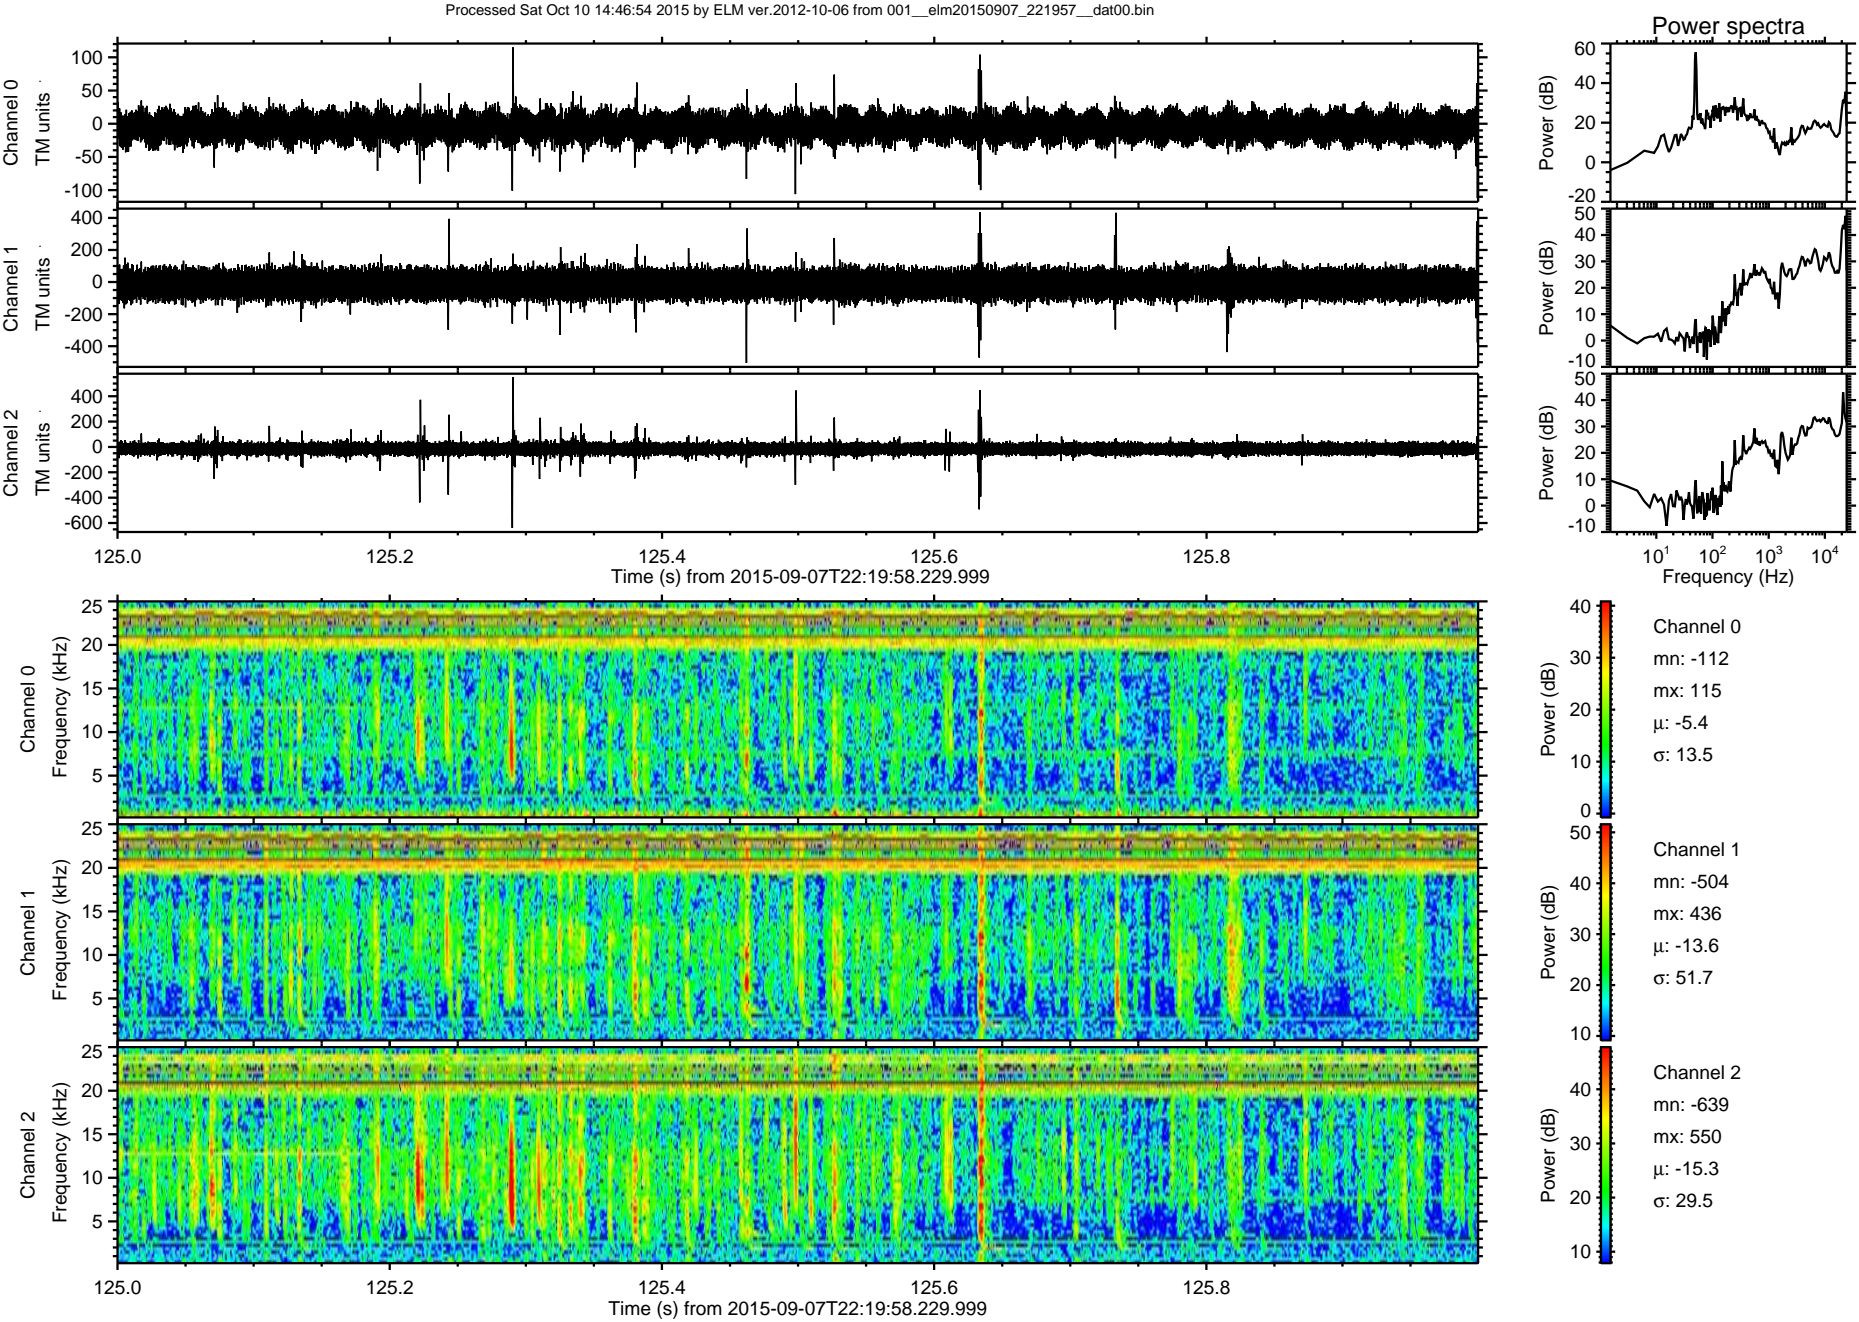 Processed Sat Oct 10 14:46:54 2015 by ELM ver.2012-10-06 from 001__elm20150907_221957__dat00.bin
Power spectra
Channel 0
TM units
100
50
0
-50
-100
Power (dB)
60
40
20
0
-20
Channel 1
TM units
400
200
0
-200
-400
Power (dB)
50
40
30
20
10
0
-10
Channel 2
TM units
400
200
0
-200
-400
-600
Power (dB)
50
40
30
20
10
0
-10
125.0 125.2 125.4 125.6 125.8
Time (s) from 2015-09-07T22:19:58.229.999
10^1 10^2 10^3 10^4
Frequency (Hz)
Channel 0
Frequency (kHz)
25
20
15
10
5
Power (dB)
40
30
20
10
0
Channel 0
mn: -112
mx: 115
μ: -5.4
σ: 13.5
Channel 1
Frequency (kHz)
25
20
15
10
5
Power (dB)
50
40
30
20
10
Channel 1
mn: -504
mx: 436
μ: -13.6
σ: 51.7
Channel 2
Frequency (kHz)
25
20
15
10
5
Power (dB)
40
30
20
10
Channel 2
mn: -639
mx: 550
μ: -15.3
σ: 29.5
125.0 125.2 125.4 125.6 125.8
Time (s) from 2015-09-07T22:19:58.229.999